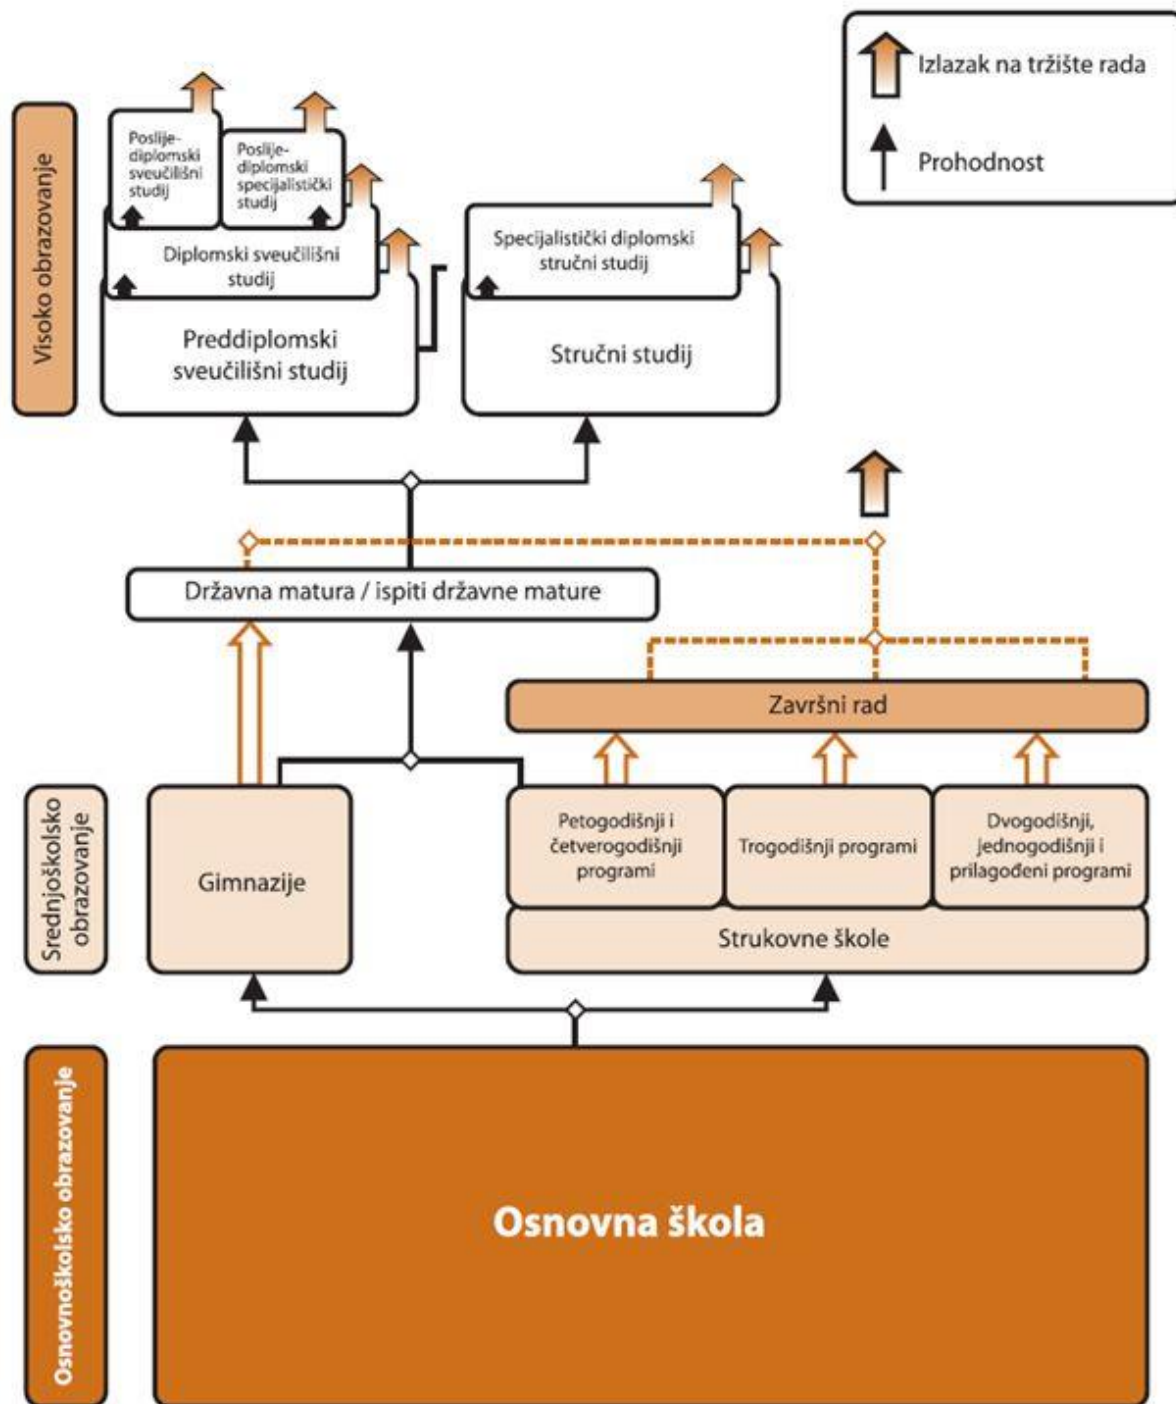 Izlazak na tržište rada
Prohodnost
Visoko obrazovanje
Poslije-
diplomski
sveučilišni
studij
Poslije-
diplomski
specijalistički
studij
Diplomski sveučilišni
studij
Preddiplomski
sveučilišni studij
Specijalistički diplomski
stručni studij
Stručni studij
Državna matura / ispiti državne mature
Završni rad
Srednjoškolsko
obrazovanje
Gimnazije
Petogodišnji i
četverogodišnji
programi
Trogodišnji programi
Dvogodišnji,
jednogodišnji i
prilagođeni programi
Strukovne škole
Osnovnoškolsko obrazovanje
Osnovna škola